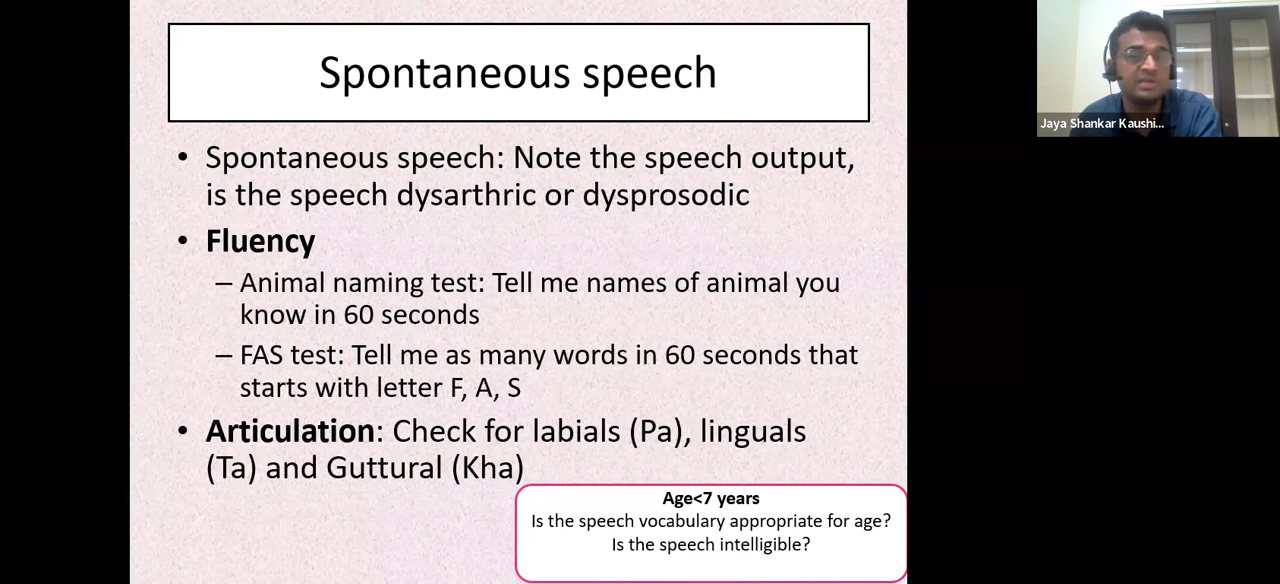 Spontaneous speech
• Spontaneous speech: Note the speech output,
is the speech dysarthric or dysprosodic
• Fluency
– Animal naming test: Tell me names of animal you
know in 60 seconds
– FAS test: Tell me as many words in 60 seconds that
starts with letter F, A, S
• Articulation: Check for labials (Pa), linguals
(Ta) and Guttural (Kha)
Age<7 years
Is the speech vocabulary appropriate for age?
Is the speech intelligible?
Jaya Shankar Kaushi...